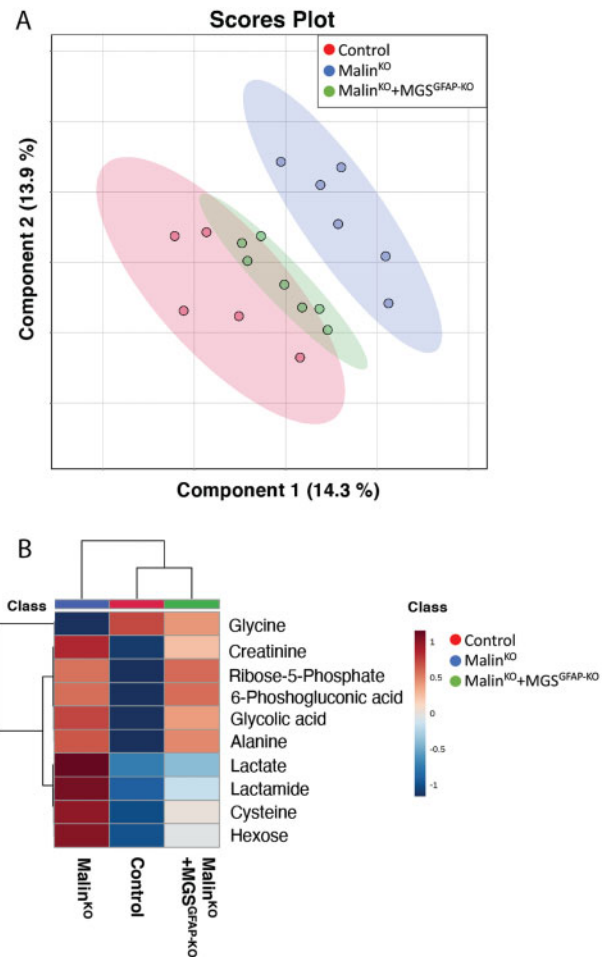 A
Scores Plot
Control
Malin^KO
Malin^KO+MGS^GFAP-KO
Component 2 (13.9 %)
Component 1 (14.3 %)
B
Class
Glycine
Creatinine
Ribose-5-Phosphate
6-Phoshogluconic acid
Glycolic acid
Alanine
Lactate
Lactamide
Cysteine
Hexose
Class
1
0.5
0
-0.5
-1
Control
Malin^KO
Malin^KO+MGS^GFAP-KO
Malin^KO
Control
Malin^KO
+MGS^GFAP-KO